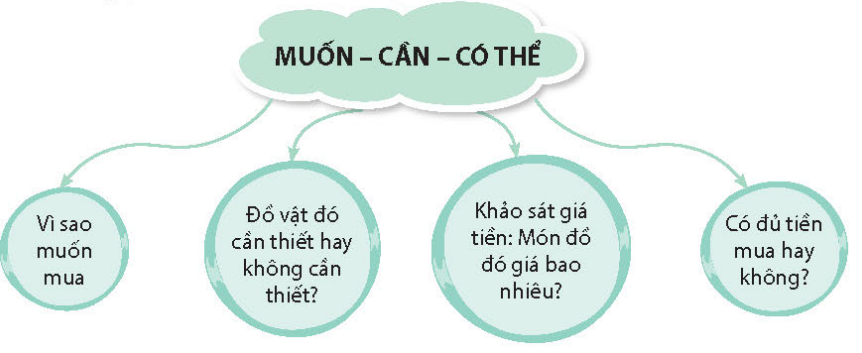 MUỐN – CẦN – CÓ THỂ
Vì sao
muốn
mua
Đồ vật đó
cần thiết hay
không cần
thiết?
Khảo sát giá
tiền: Món đồ
đó giá bao
nhiêu?
Có đủ tiền
mua hay
không?